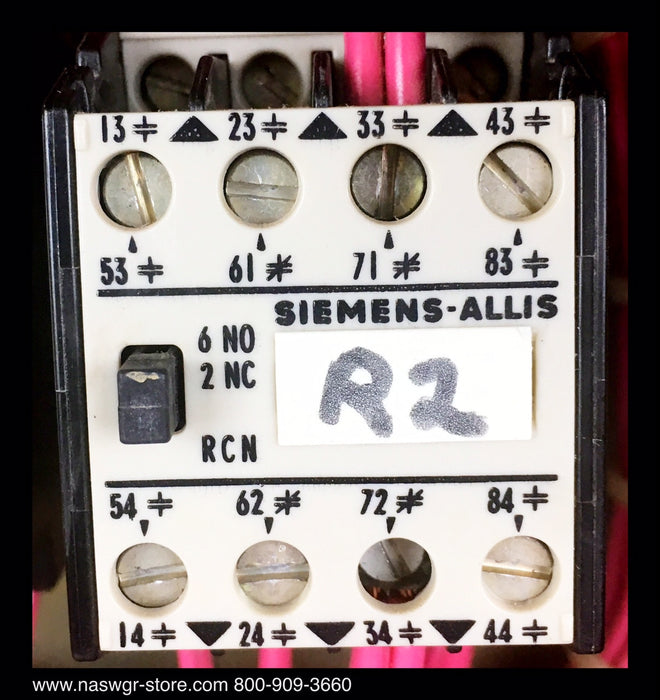 13 23 33 43
53 61 71 83
SIEMENS-ALLIS
6 NO
2 NC
R2
RCN
54 62 72 84
14 24 34 44
www.naswgr-store.com 800-909-3660